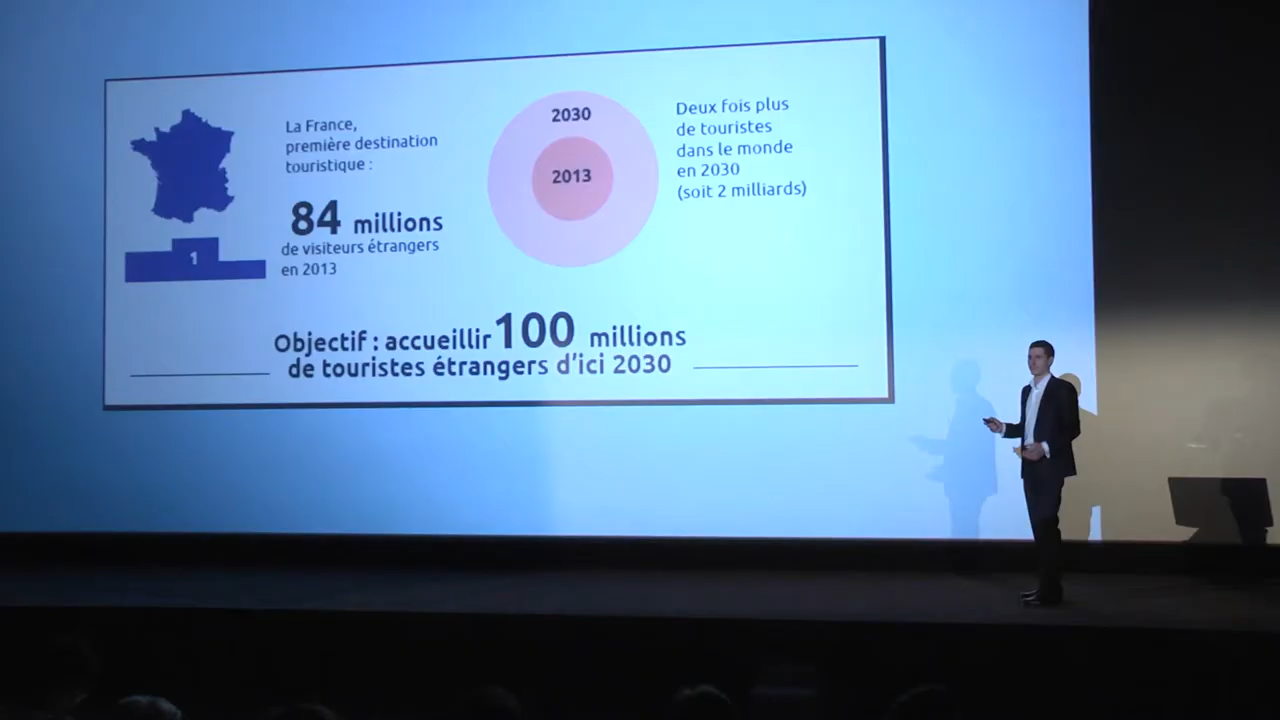 La France,
première destination
touristique :
84 millions
de visiteurs étrangers
en 2013
1
2030
2013
Deux fois plus
de touristes
dans le monde
en 2030
(soit 2 milliards)
Objectif : accueillir 100 millions
de touristes étrangers d'ici 2030